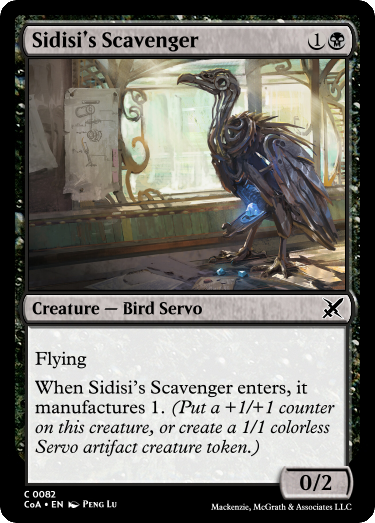 Sidisi's Scavenger
1
Creature — Bird Servo
Flying
When Sidisi's Scavenger enters, it
manufactures 1. (Put a +1/+1 counter
on this creature, or create a 1/1 colorless
Servo artifact creature token.)
0/2
C 0082
CoA • EN Peng Lu
Mackenzie, McGrath & Associates LLC